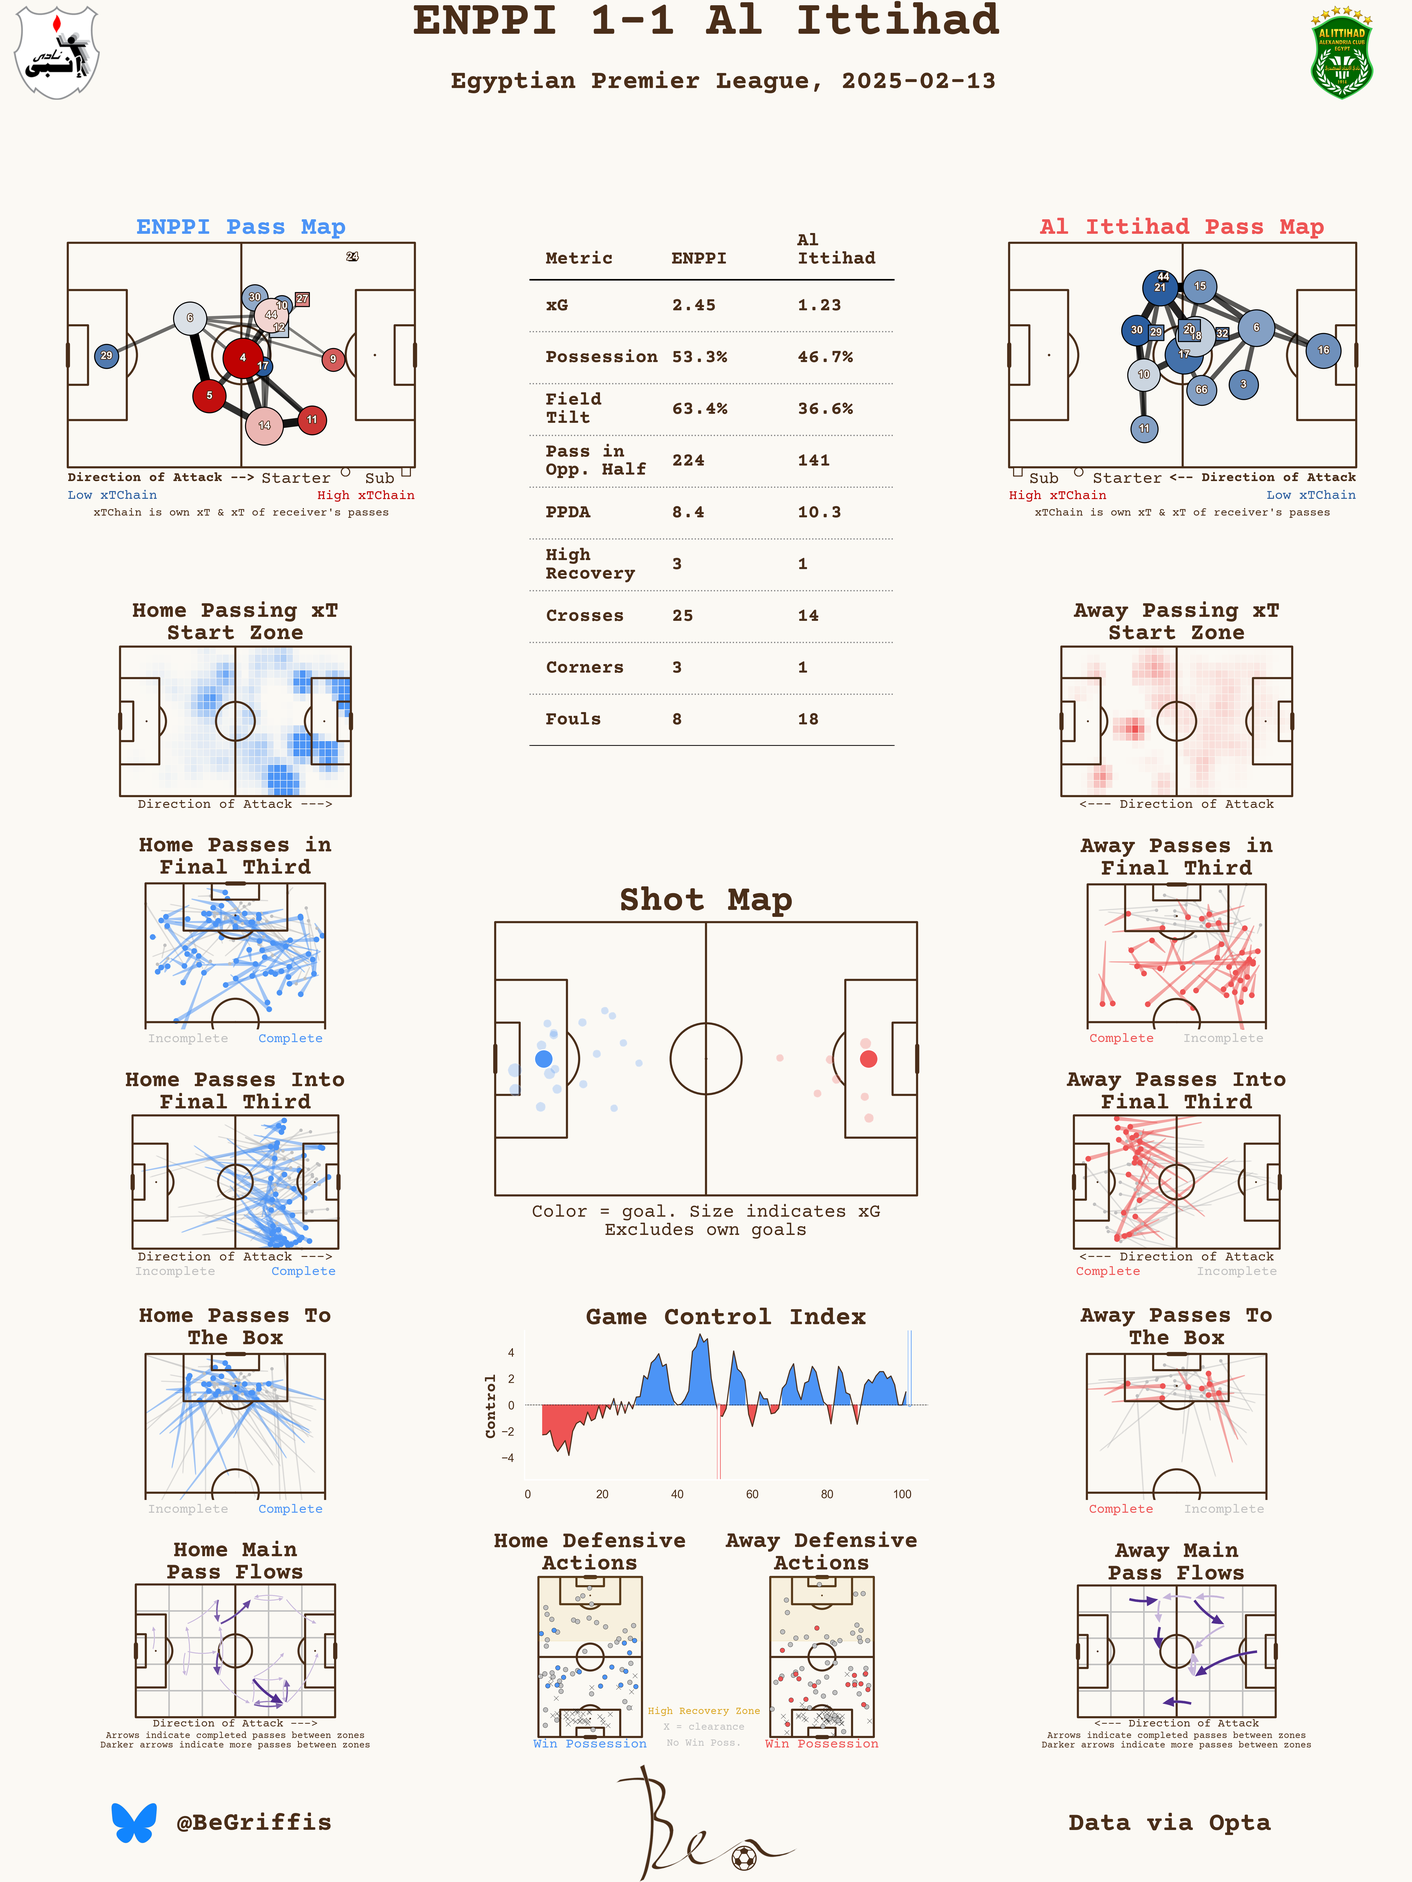 ENPPI 1-1 Al Ittihad
Egyptian Premier League, 2025-02-13
نادي
إنبي
ALITTIHAD
ALEXANDRIA CLUB
EGYPT
1914
ENPPI Pass Map
24
30
10
27
44
12
6
29
4
17
9
5
14
11
Direction of Attack --> Starter Sub
Low xTChain High xTChain
xTChain is own xT & xT of receiver's passes
Metric ENPPI Al Ittihad
xG 2.45 1.23
Possession 53.3% 46.7%
Field Tilt 63.4% 36.6%
Pass in Opp. Half 224 141
PPDA 8.4 10.3
High Recovery 3 1
Crosses 25 14
Corners 3 1
Fouls 8 18
Al Ittihad Pass Map
44
21
15
30
29
20
18
32
6
17
16
10
66
3
11
Sub Starter <-- Direction of Attack
High xTChain Low xTChain
xTChain is own xT & xT of receiver's passes
Home Passing xT
Start Zone
Direction of Attack --->
Away Passing xT
Start Zone
<--- Direction of Attack
Home Passes in
Final Third
Incomplete Complete
Away Passes in
Final Third
Complete Incomplete
Shot Map
Color = goal. Size indicates xG
Excludes own goals
Home Passes Into
Final Third
Direction of Attack --->
Incomplete Complete
Away Passes Into
Final Third
<--- Direction of Attack
Complete Incomplete
Home Passes To
The Box
Incomplete Complete
Game Control Index
Control
4
2
0
−2
−4
0 20 40 60 80 100
Away Passes To
The Box
Complete Incomplete
Home Main
Pass Flows
Direction of Attack --->
Arrows indicate completed passes between zones
Darker arrows indicate more passes between zones
Home Defensive
Actions
Win Possession
High Recovery Zone
X = clearance
No Win Poss.
Away Defensive
Actions
Win Possession
Away Main
Pass Flows
<--- Direction of Attack
Arrows indicate completed passes between zones
Darker arrows indicate more passes between zones
@BeGriffis
Ben
Data via Opta